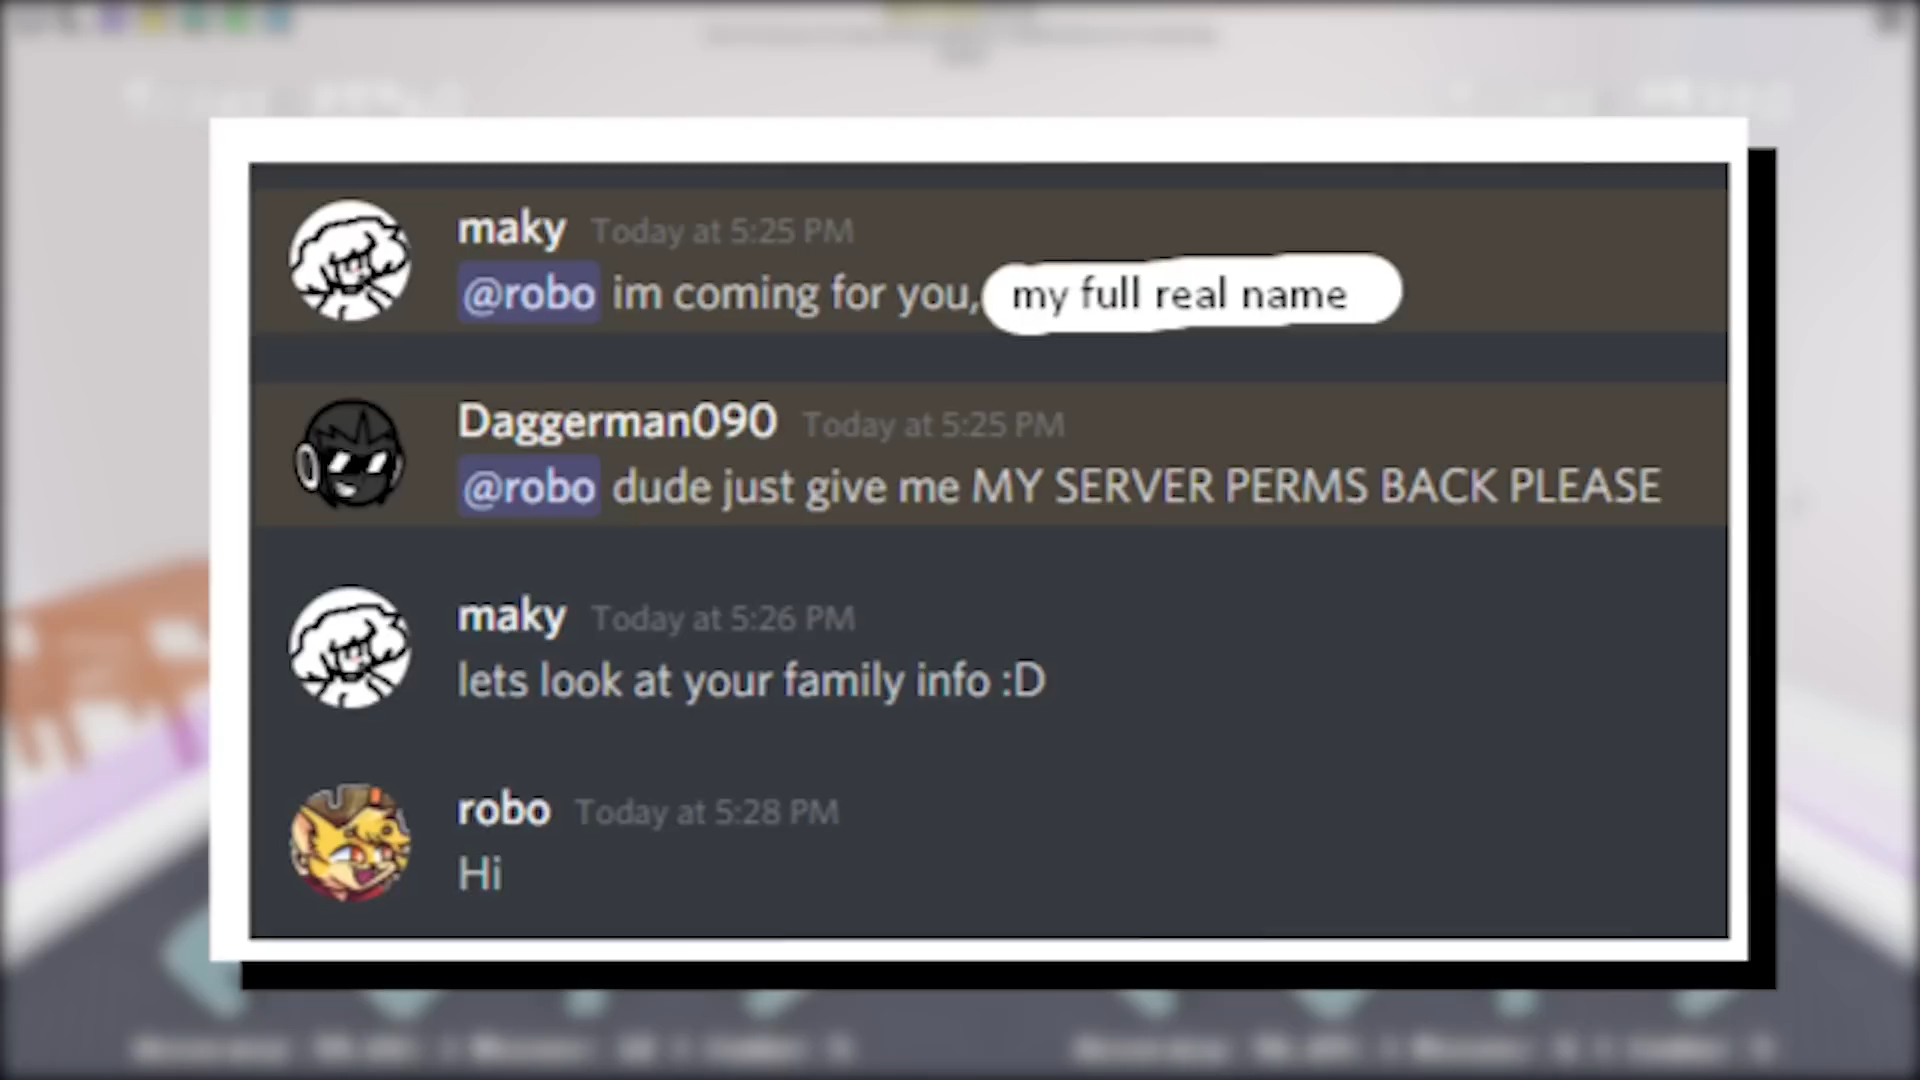 maky Today at 5:25 PM
@robo im coming for you, my full real name
Daggerman090 Today at 5:25 PM
@robo dude just give me MY SERVER PERMS BACK PLEASE
maky Today at 5:26 PM
lets look at your family info :D
robo Today at 5:28 PM
Hi